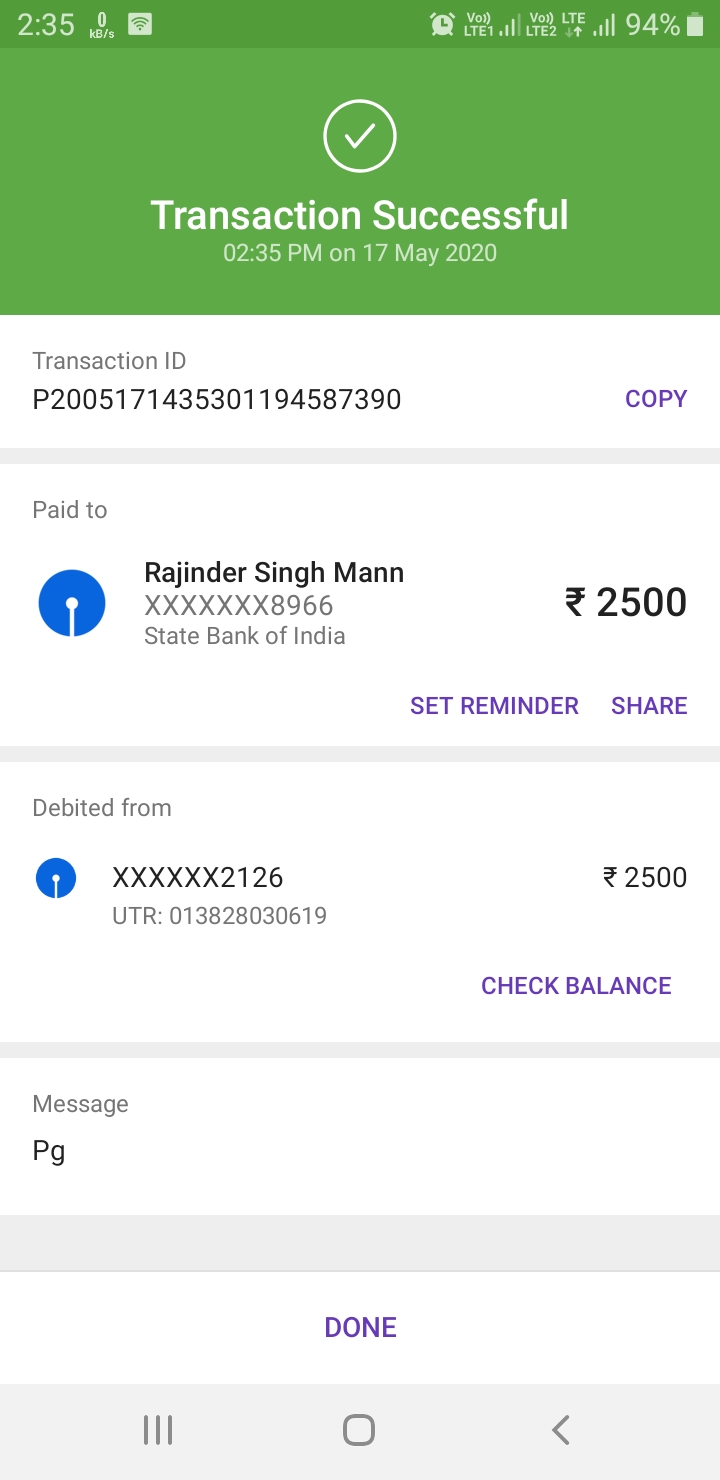 2:35 0 kB/s Vo)) LTE1 Vo)) LTE2 LTE 94%
Transaction Successful
02:35 PM on 17 May 2020
Transaction ID
P2005171435301194587390 COPY
Paid to
Rajinder Singh Mann
XXXXXXX8966
State Bank of India
₹ 2500
SET REMINDER SHARE
Debited from
XXXXXX2126 ₹ 2500
UTR: 013828030619
CHECK BALANCE
Message
Pg
DONE